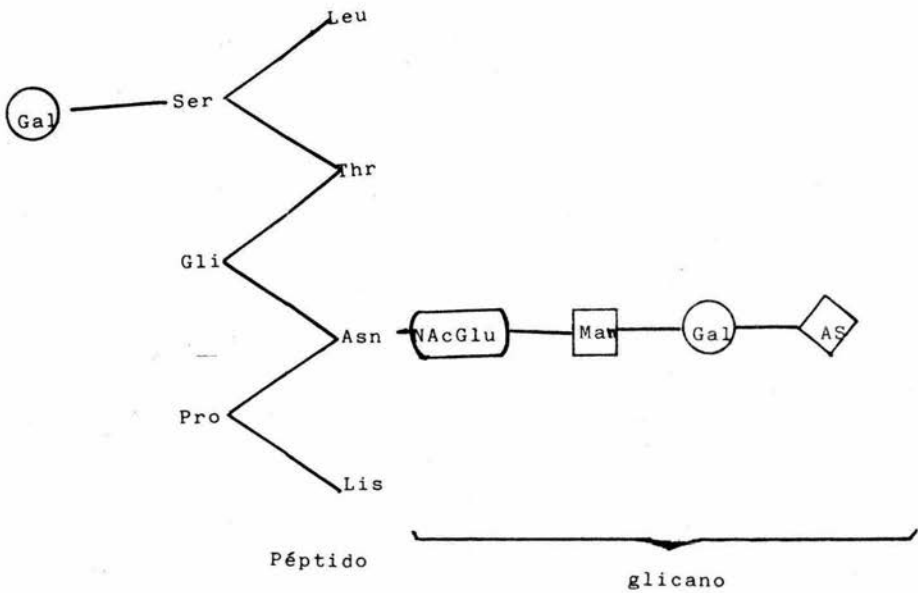 Leu
Gal Ser
Thr
Gli
Asn NAcGlu Man Gal AS
Pro
Lis
Péptido
glicano